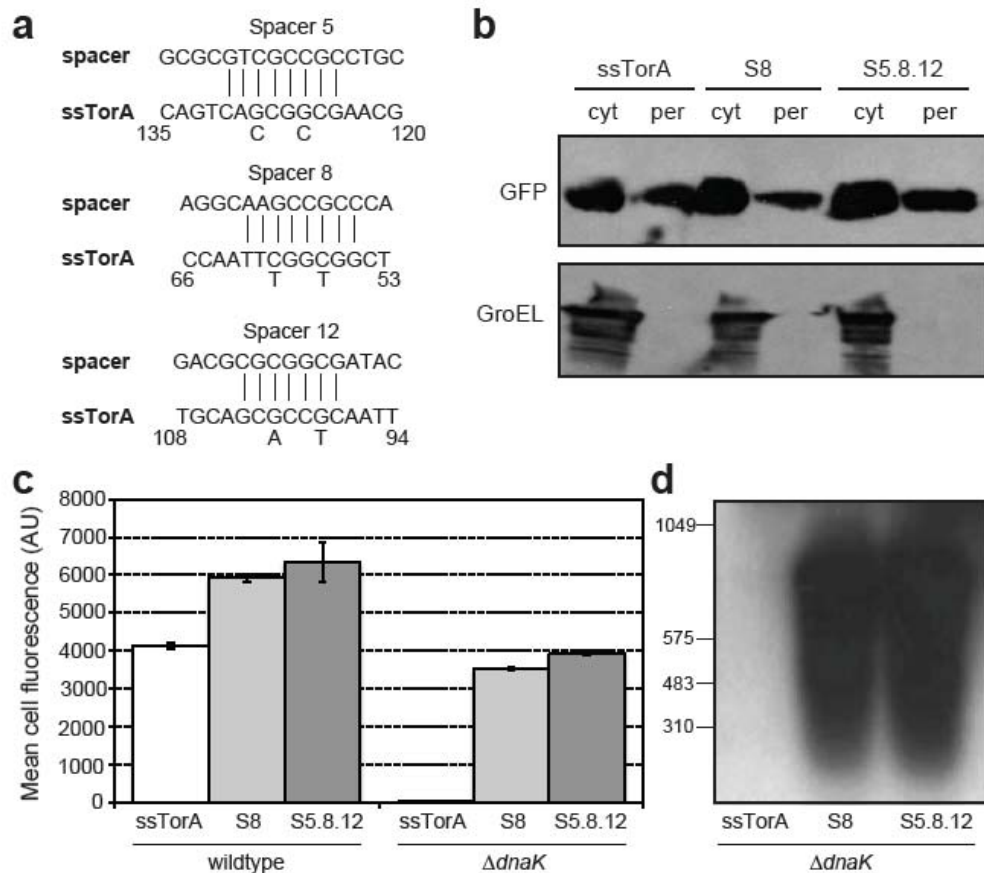 a
Spacer 5
spacer GCGCGTCGCCGCCTGC
ssTorA CAGTCAGCGGCGAACG
135 C C 120
Spacer 8
spacer AGGCAAGCCGCCCA
ssTorA CCAATTCGGCGGCT
66 T T 53
Spacer 12
spacer GACGCGCGGCGATAC
ssTorA TGCAGCGCCGCAATT
108 A T 94
b
ssTorA S8 S5.8.12
cyt per cyt per cyt per
GFP
GroEL
c
Mean cell fluorescence (AU)
8000
7000
6000
5000
4000
3000
2000
1000
0
ssTorA S8 S5.8.12 ssTorA S8 S5.8.12
wildtype ΔdnaK
d
1049
575
483
310
ssTorA S8 S5.8.12
ΔdnaK